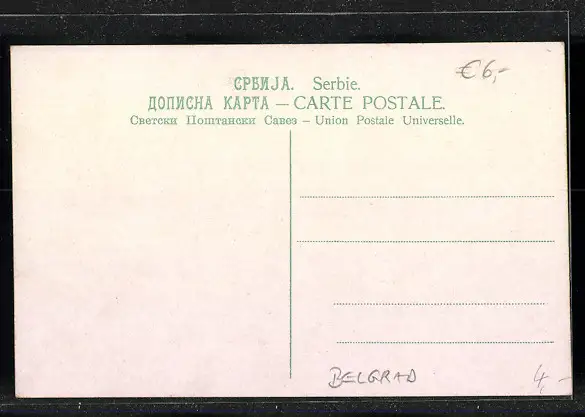 €6,-
СРБИЈА. Serbie.
ДОПИСНА КАРТА — CARTE POSTALE.
Светски Поштански Савез – Union Postale Universelle.
BELGRAD
4,-